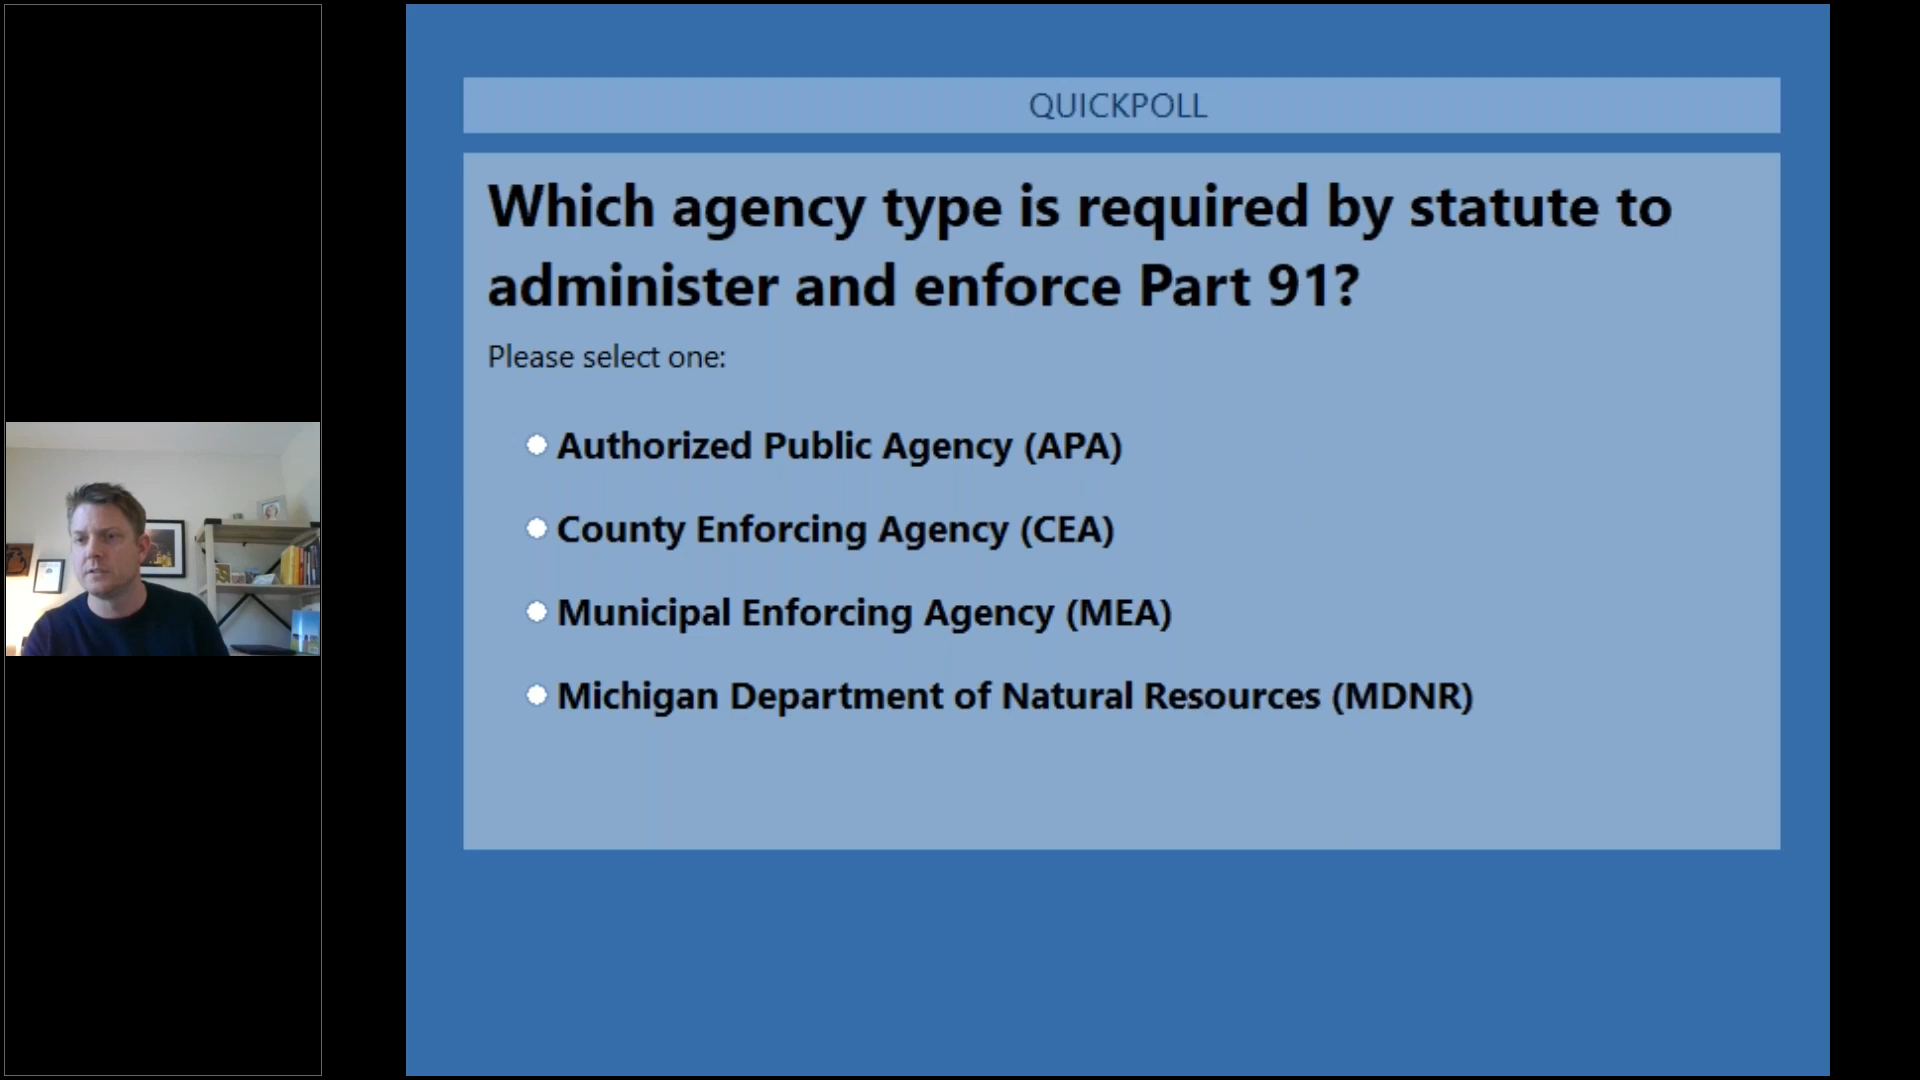 QUICKPOLL
Which agency type is required by statute to
administer and enforce Part 91?
Please select one:
Authorized Public Agency (APA)
County Enforcing Agency (CEA)
Municipal Enforcing Agency (MEA)
Michigan Department of Natural Resources (MDNR)